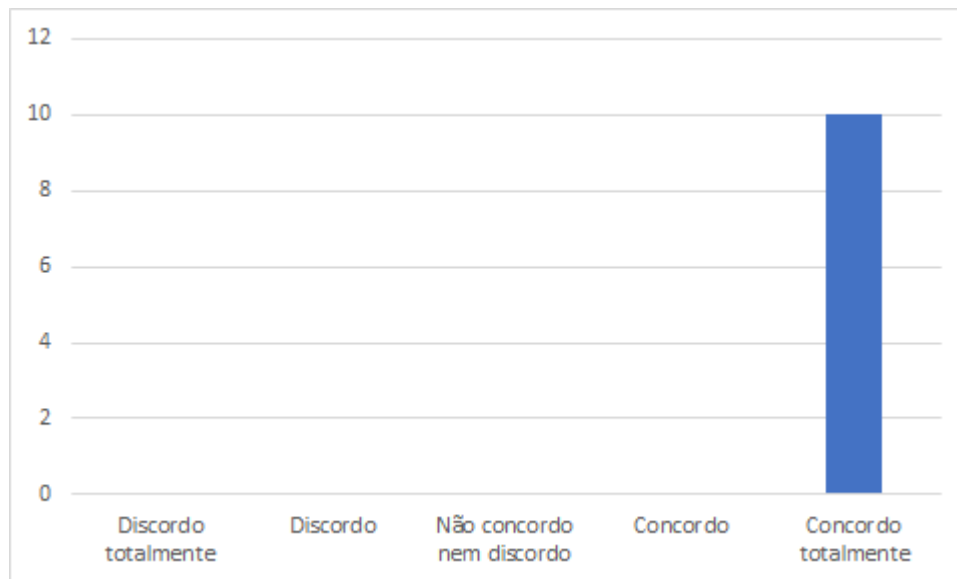 12
10
8
6
4
2
0
Discordo
totalmente
Discordo
Não concordo
nem discordo
Concordo
Concordo
totalmente